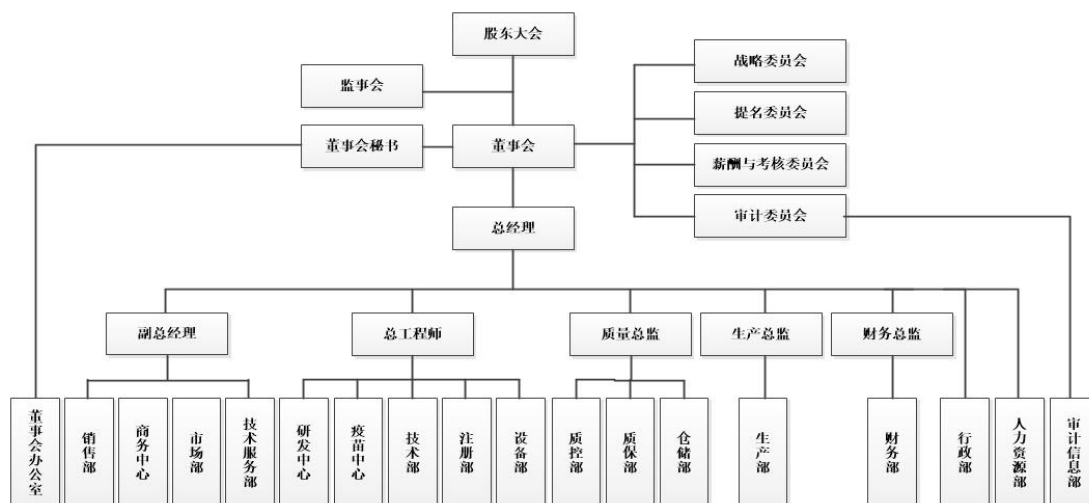 股东大会
战略委员会
监事会
提名委员会
董事会秘书
董事会
薪酬与考核委员会
审计委员会
总经理
副总经理
总工程师
质量总监
生产总监
财务总监
董事会办公室
销售部
商务中心
市场部
技术服务部
研发中心
疫苗中心
技术部
注册部
设备部
质控部
质保部
仓储部
生产部
财务部
行政部
人力资源部
审计信息部